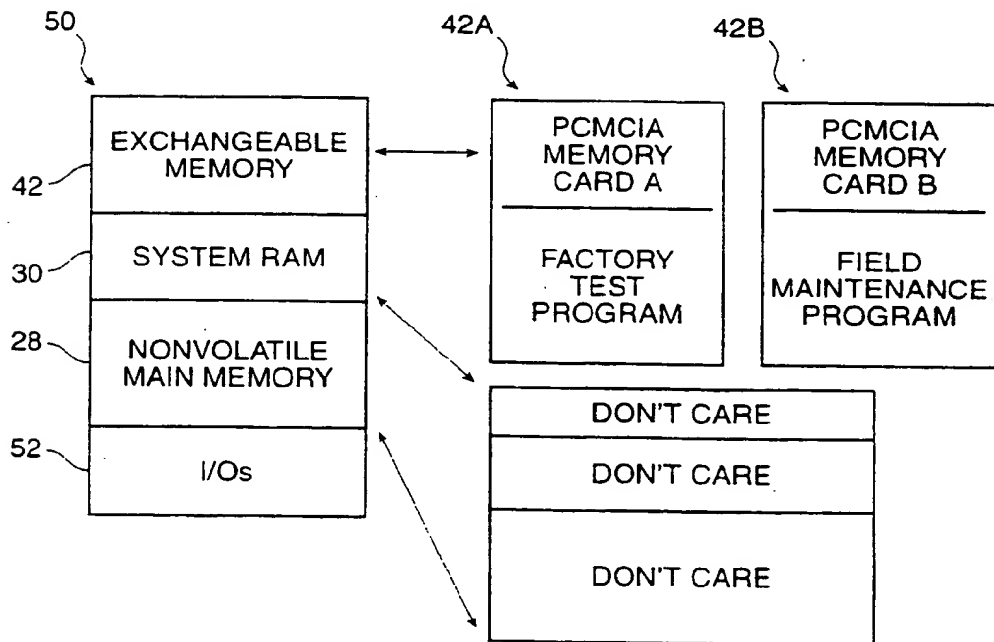 50
42A
42B
EXCHANGEABLE
MEMORY
42
SYSTEM RAM
30
28
NONVOLATILE
MAIN MEMORY
52
I/Os
PCMCIA
MEMORY
CARD A
FACTORY
TEST
PROGRAM
PCMCIA
MEMORY
CARD B
FIELD
MAINTENANCE
PROGRAM
DON'T CARE
DON'T CARE
DON'T CARE